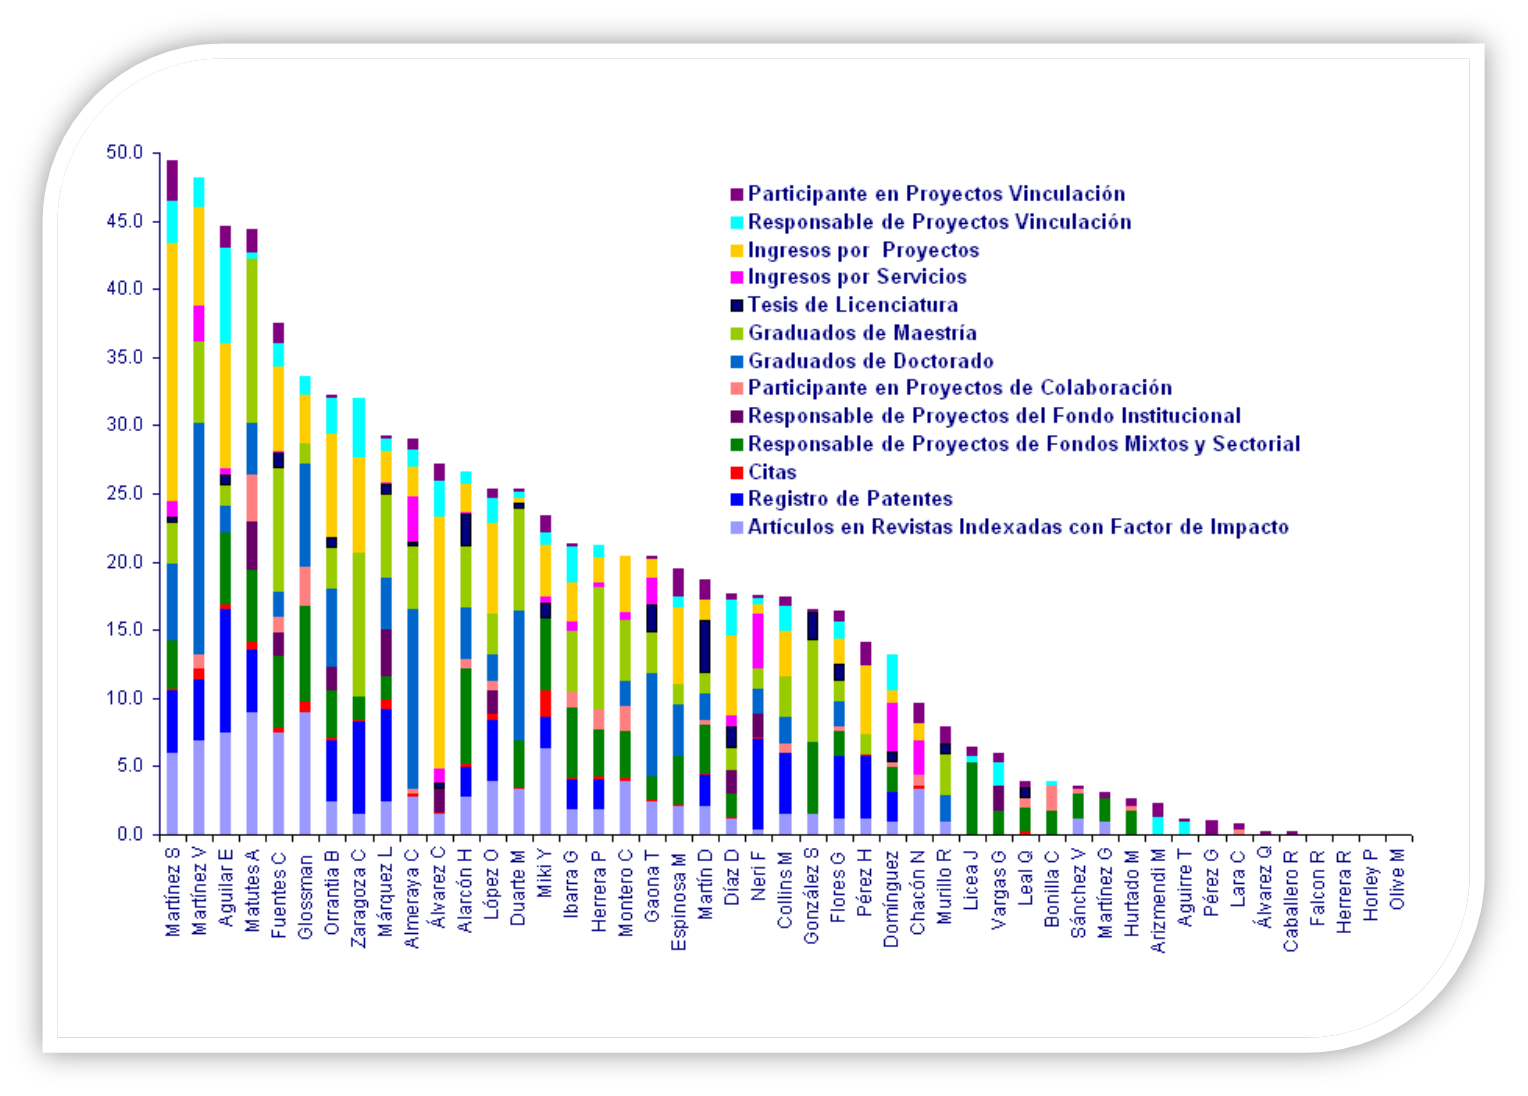 50.0
45.0
40.0
35.0
30.0
25.0
20.0
15.0
10.0
5.0
0.0
Participante en Proyectos Vinculación
Responsable de Proyectos Vinculación
Ingresos por  Proyectos
Ingresos por Servicios
Tesis de Licenciatura
Graduados de Maestría
Graduados de Doctorado
Participante en Proyectos de Colaboración
Responsable de Proyectos del Fondo Institucional
Responsable de Proyectos de Fondos Mixtos y Sectorial
Citas
Registro de Patentes
Artículos en Revistas Indexadas con Factor de Impacto
Martínez S
Martínez V
Aguilar E
Matutes A
Fuentes C
Glossman
Orrantia B
Zaragoza C
Márquez L
Almeraya C
Álvarez C
Alarcón H
López O
Duarte M
Miki Y
Ibarra G
Herrera P
Montero C
Gaona T
Espinosa M
Martín D
Díaz D
Neri F
Collins M
González S
Flores G
Pérez H
Domínguez
Chacón N
Murillo R
Licea J
Vargas G
Leal Q
Bonilla C
Sánchez V
Martínez G
Hurtado M
Arizmendi M
Aguirre T
Pérez G
Lara C
Álvarez Q
Caballero R
Falcon R
Herrera R
Horley P
Olive M